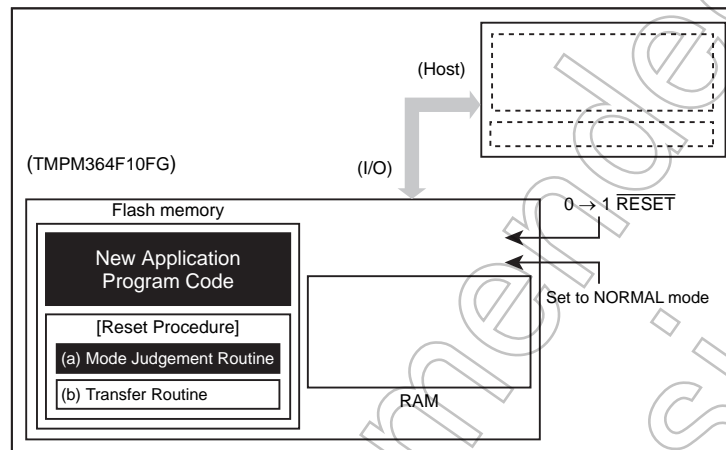 (Host)
(I/O)
(TMPM364F10FG)
Flash memory
New Application
Program Code
[Reset Procedure]
(a) Mode Judgement Routine
(b) Transfer Routine
RAM
0 → 1 RESET
Set to NORMAL mode